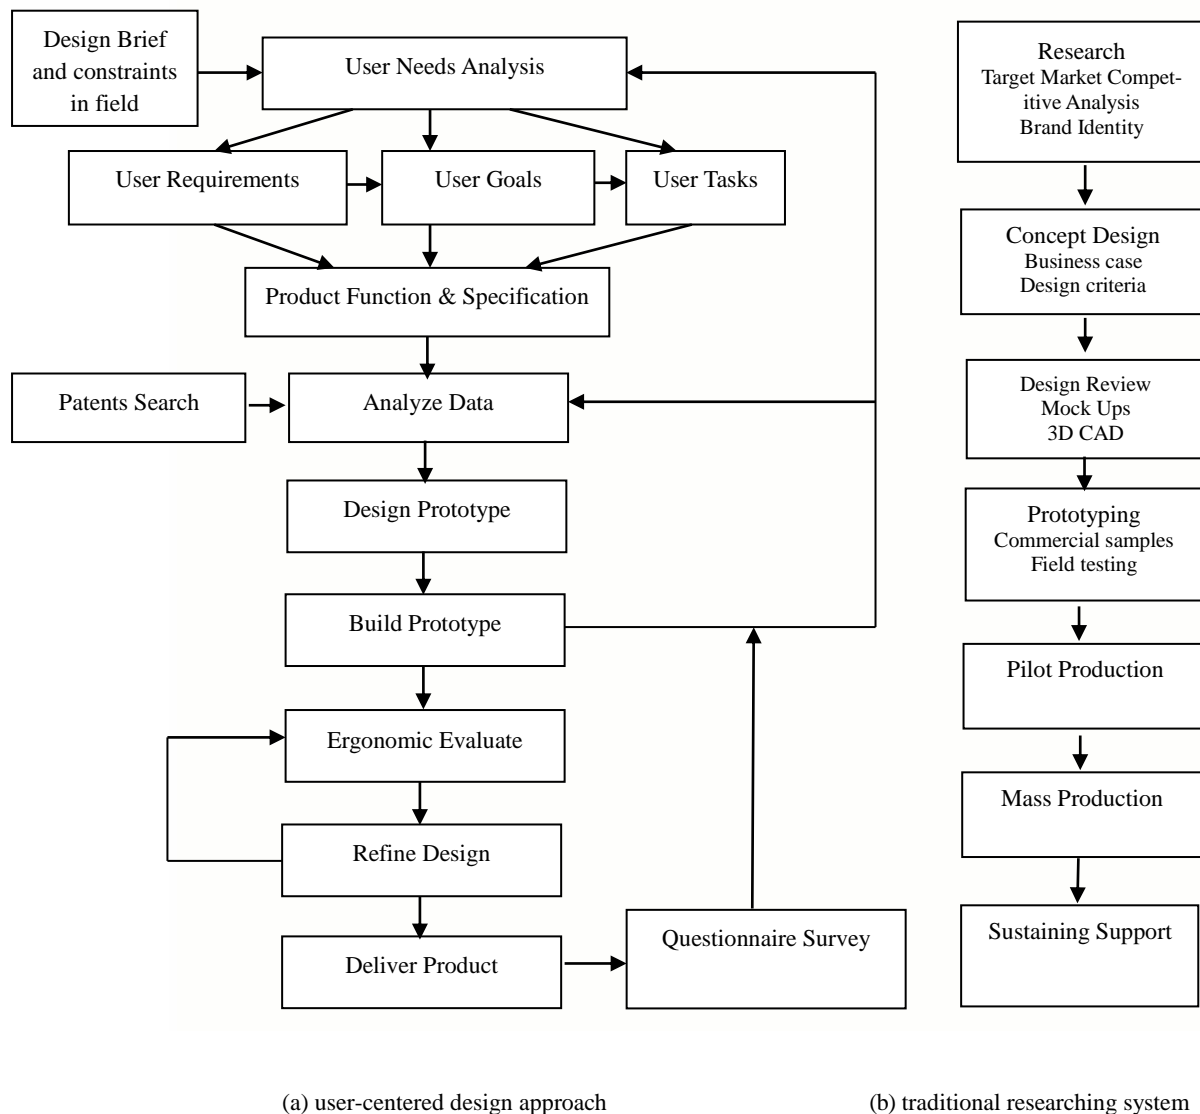 Design Brief
and constraints
in field
User Needs Analysis
User Requirements
User Goals
User Tasks
Product Function & Specification
Patents Search
Analyze Data
Design Prototype
Build Prototype
Ergonomic Evaluate
Refine Design
Deliver Product
Questionnaire Survey
(a) user-centered design approach
Research
Target Market Compet-
itive Analysis
Brand Identity
Concept Design
Business case
Design criteria
Design Review
Mock Ups
3D CAD
Prototyping
Commercial samples
Field testing
Pilot Production
Mass Production
Sustaining Support
(b) traditional researching system